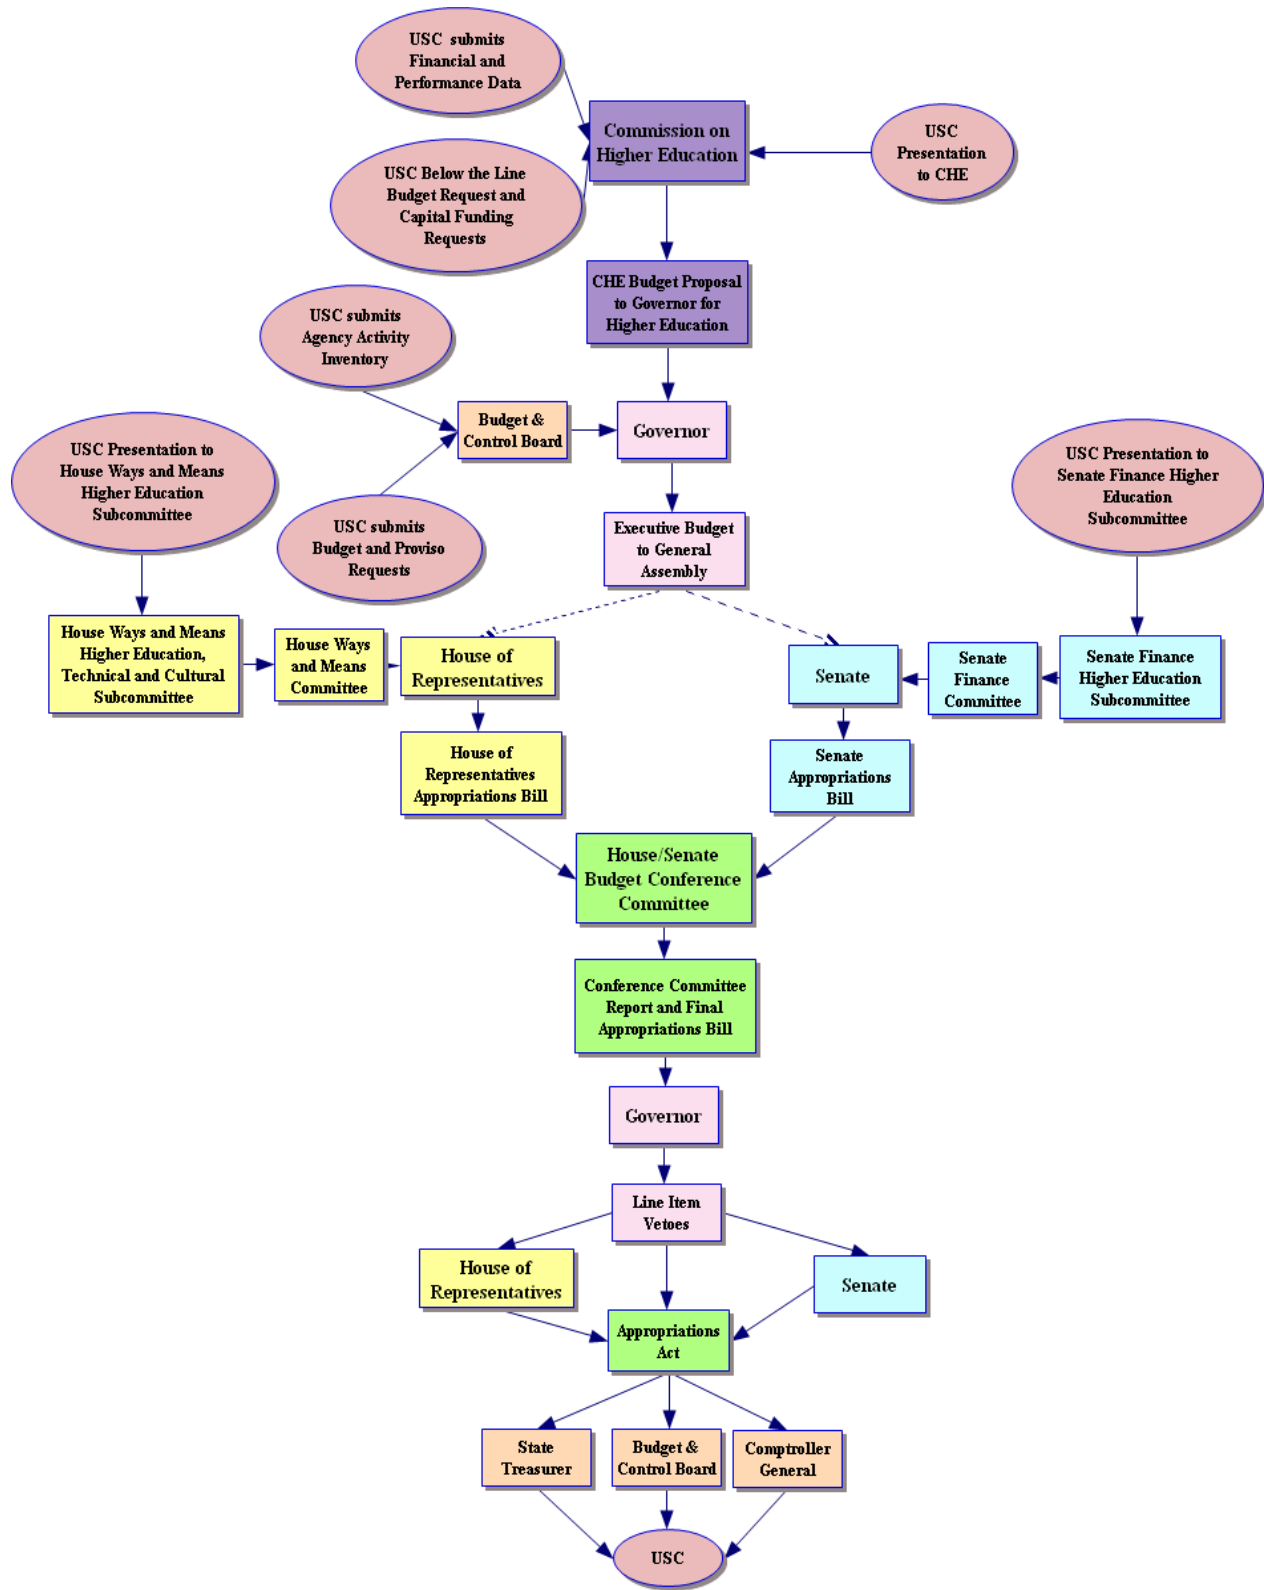 USC submits
Financial and
Performance Data
Commission on
Higher Education
USC
Presentation
to CHE
USC Below the Line
Budget Request and
Capital Funding
Requests
CHE Budget Proposal
to Governor for
Higher Education
USC submits
Agency Activity
Inventory
Budget &
Control Board
Governor
USC Presentation to
House Ways and Means
Higher Education
Subcommittee
USC Presentation to
Senate Finance Higher
Education
Subcommittee
USC submits
Budget and Proviso
Requests
Executive Budget
to General
Assembly
House Ways and Means
Higher Education,
Technical and Cultural
Subcommittee
House Ways
and Means
Committee
House of
Representatives
Senate
Senate
Finance
Committee
Senate Finance
Higher Education
Subcommittee
House of
Representatives
Appropriations Bill
Senate
Appropriations
Bill
House/Senate
Budget Conference
Committee
Conference Committee
Report and Final
Appropriations Bill
Governor
Line Item
Vetoes
House of
Representatives
Senate
Appropriations
Act
State
Treasurer
Budget &
Control Board
Comptroller
General
USC